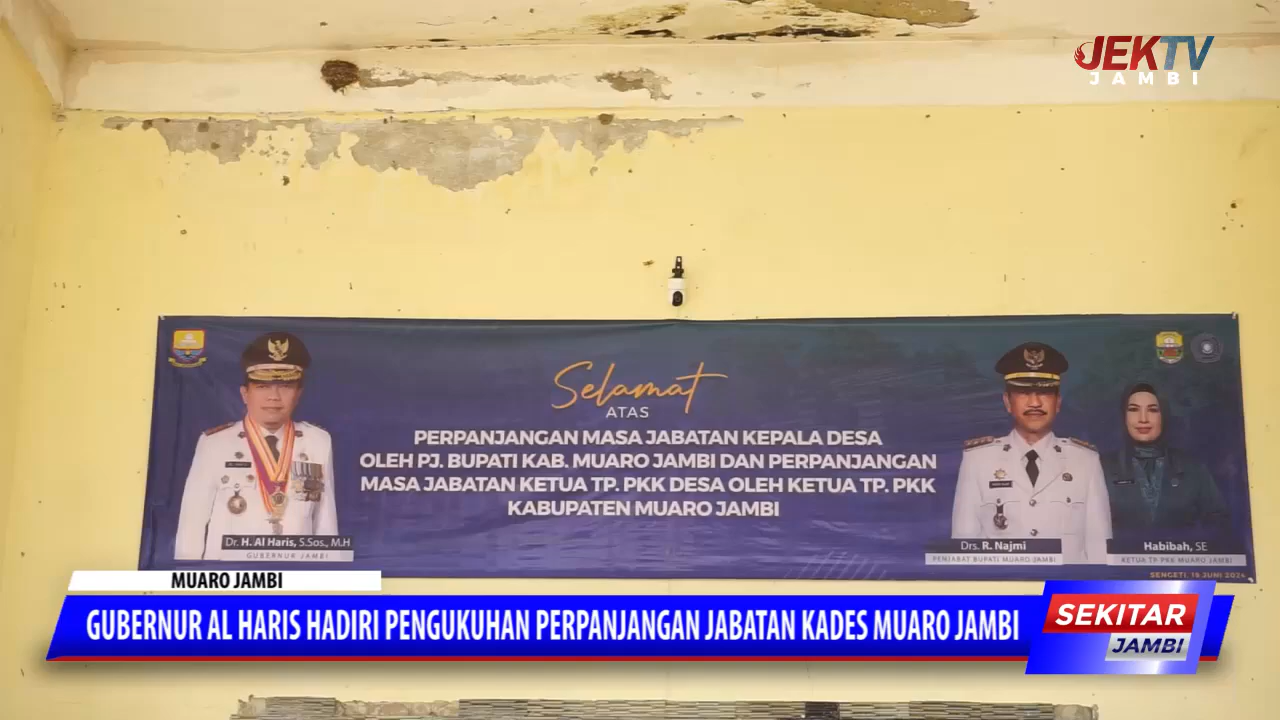 JEKTV
JAMBI
Selamat
ATAS
PERPANJANGAN MASA JABATAN KEPALA DESA
OLEH PJ. BUPATI KAB. MUARO JAMBI DAN PERPANJANGAN
MASA JABATAN KETUA TP. PKK DESA OLEH KETUA TP. PKK
KABUPATEN MUARO JAMBI
Dr. H. Al Haris, S.Sos., M.H
GUBERNUR JAMBI
Drs. R. Najmi
PENJABAT BUPATI MUARO JAMBI
Habibah, SE
KETUA TP PKK MUARO JAMBI
SENGETI, 19 JUNI 2024
MUARO JAMBI
GUBERNUR AL HARIS HADIRI PENGUKUHAN PERPANJANGAN JABATAN KADES MUARO JAMBI
SEKITAR
JAMBI